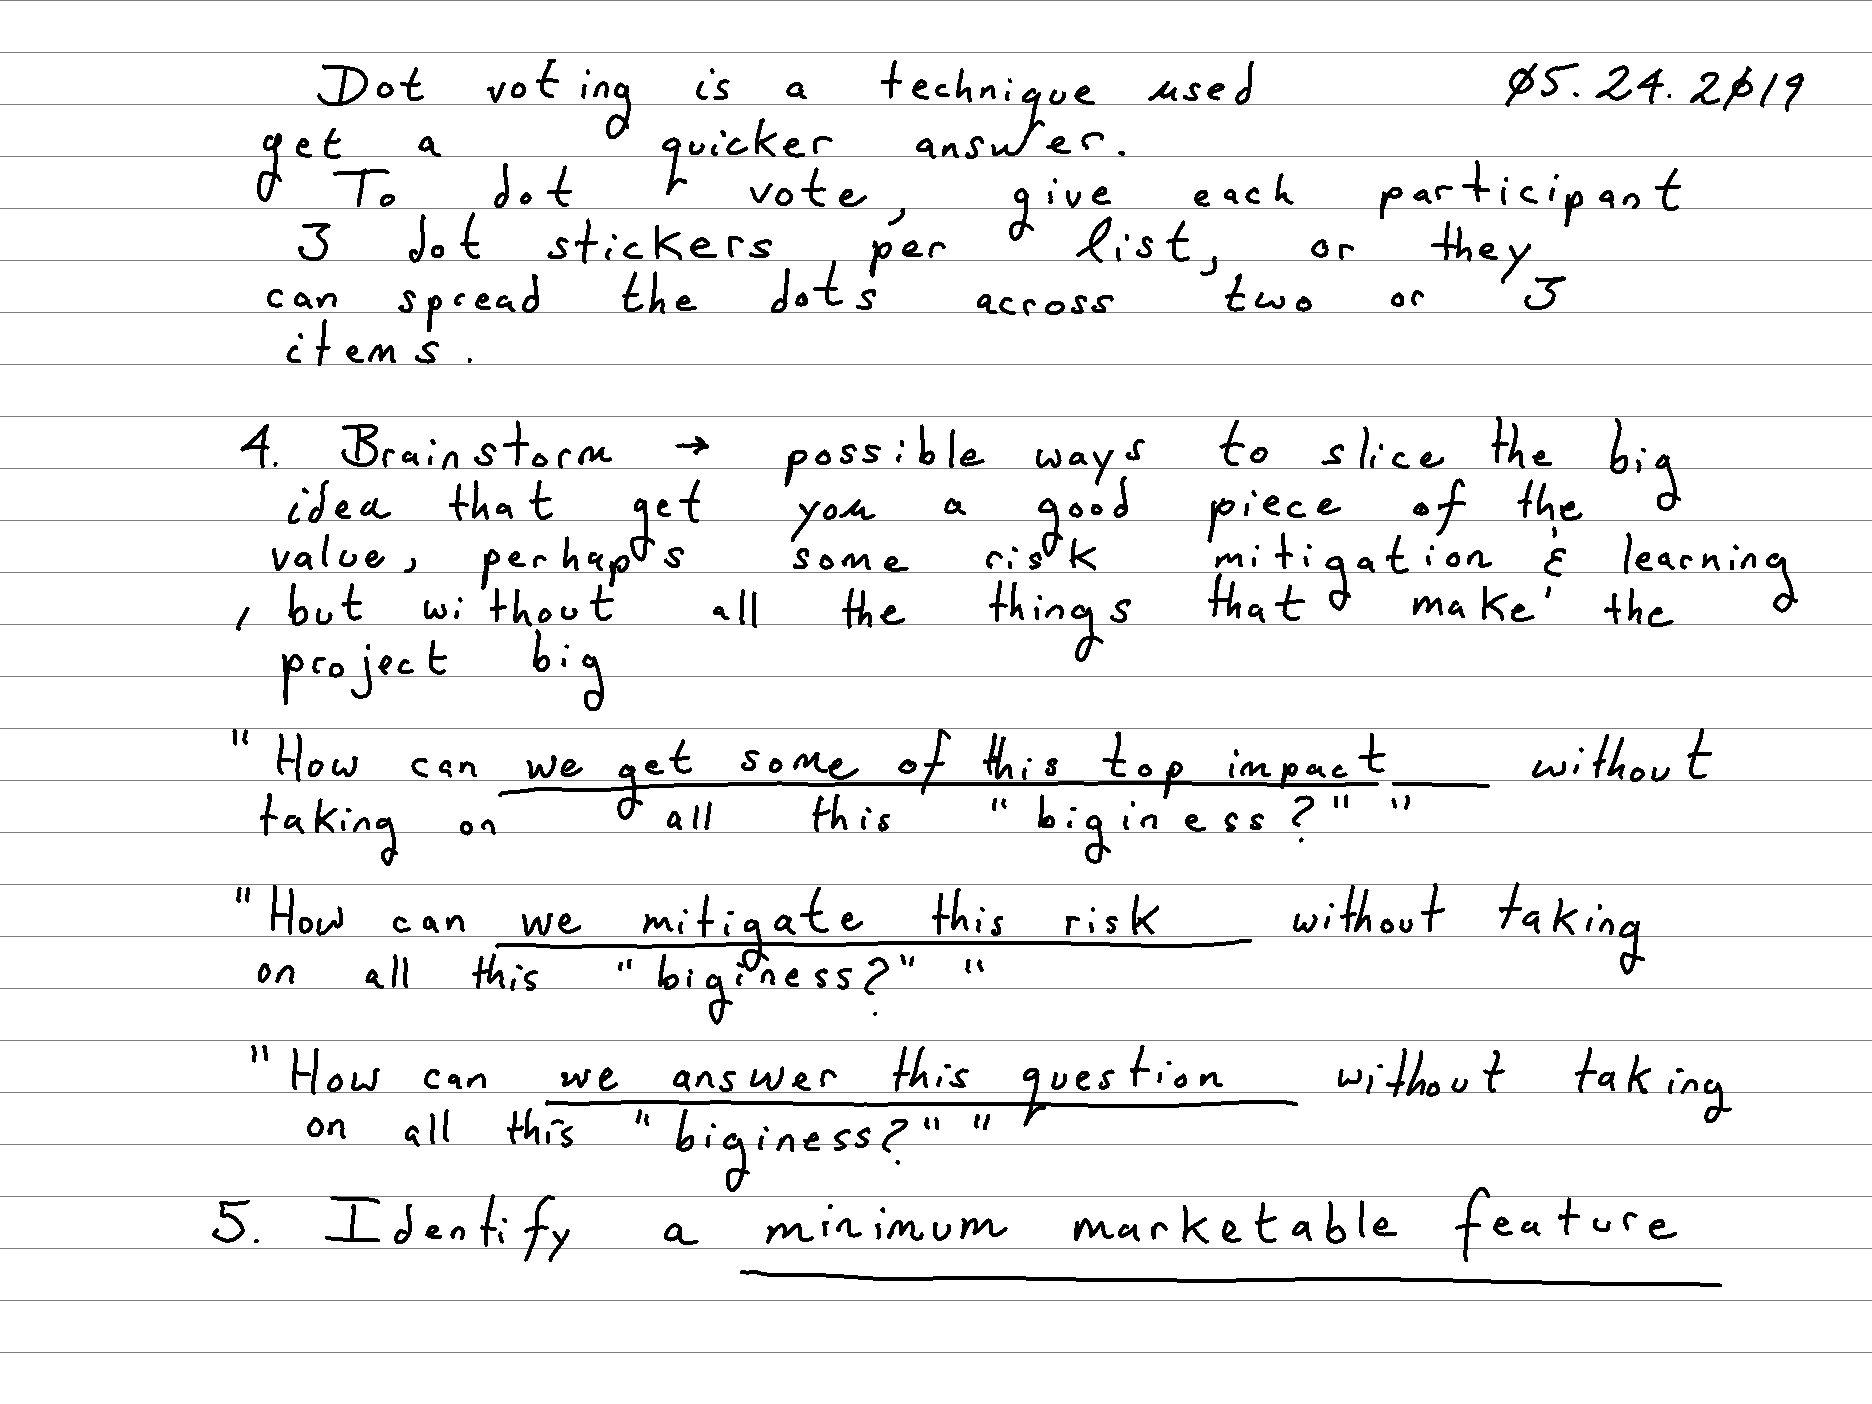 Dot voting is a technique used 05.24.2019
get a quicker answer.
To dot vote, give each participant
3 dot stickers per list, or they
can spread the dots across two or 3
items.
4. Brainstorm → possible ways to slice the big
idea that get you a good piece of the
value, perhaps some risk mitigation & learning
, but without all the things that make the
project big
"How can we get some of this top impact without
taking on all this "biginess?" "
"How can we mitigate this risk without taking
on all this "biginess?" "
"How can we answer this question without taking
on all this "biginess?" "
5. Identify a minimum marketable feature